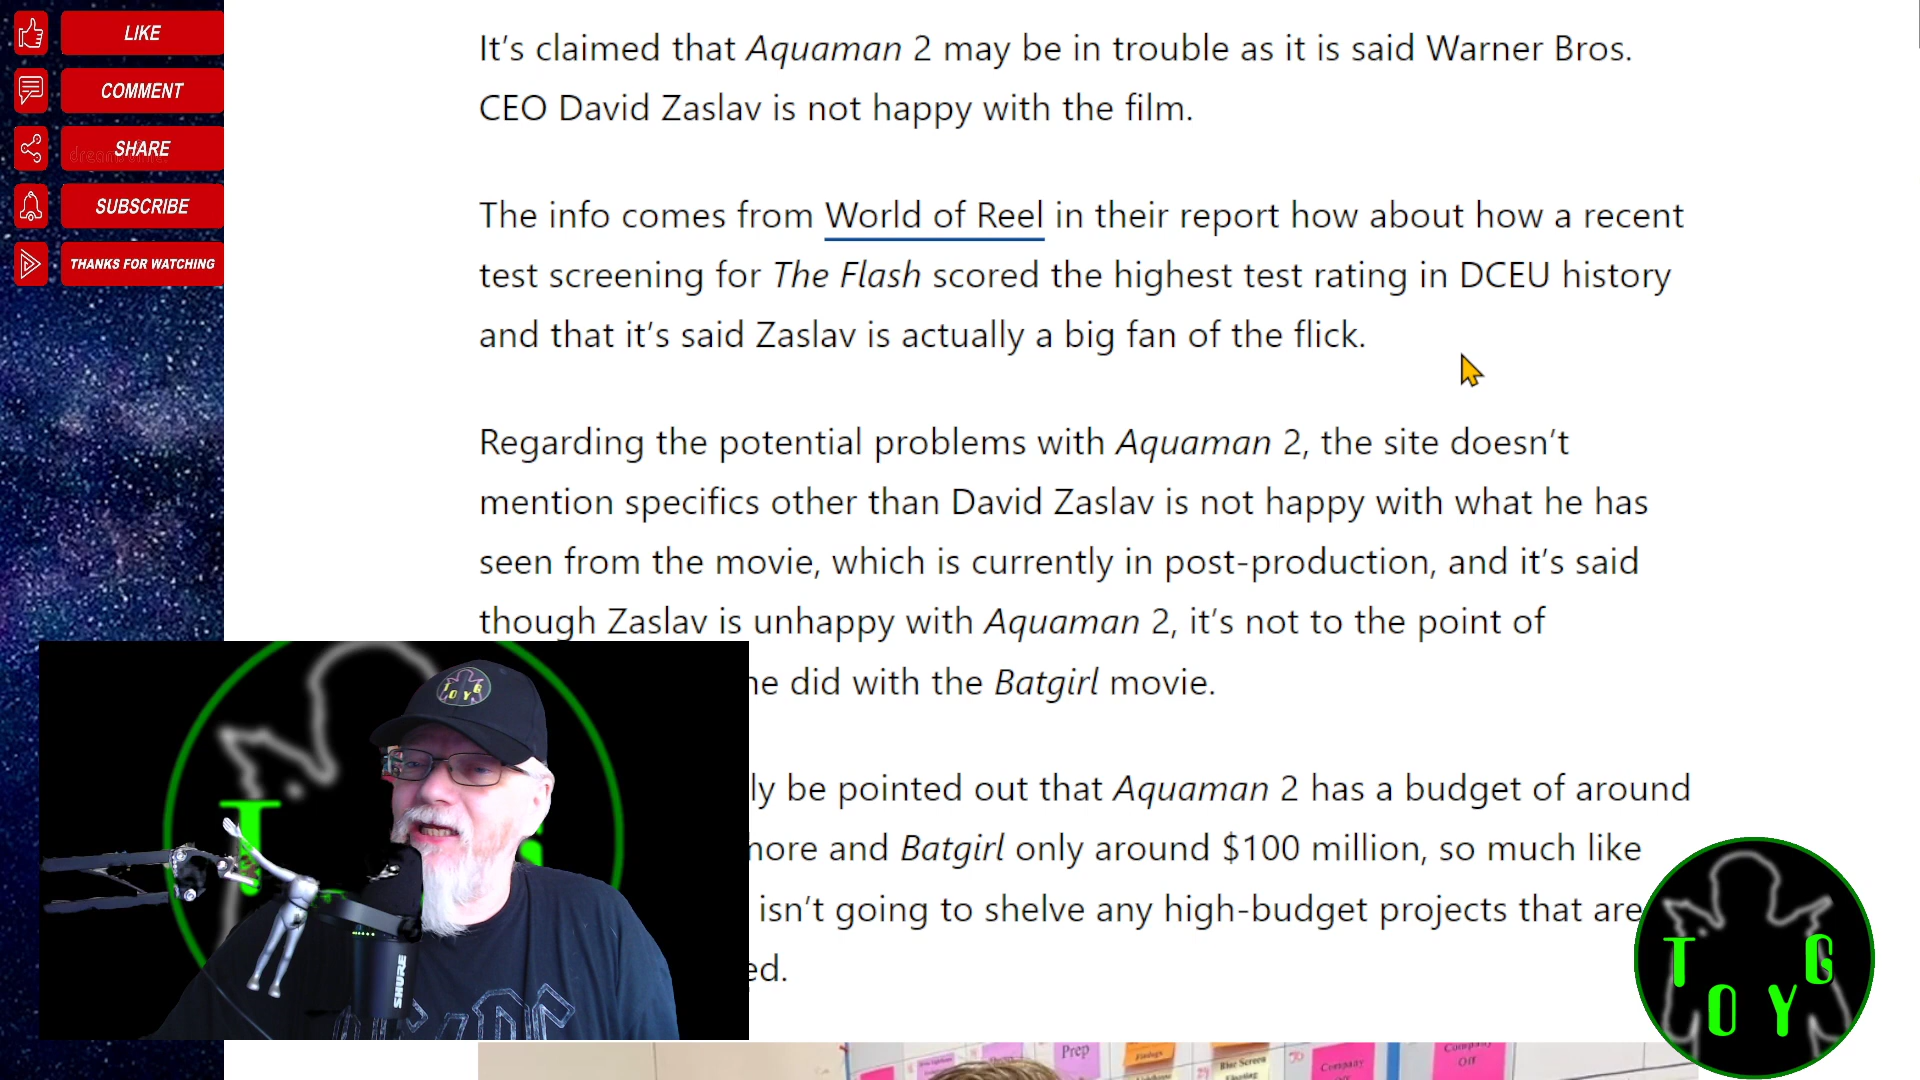 LIKE
COMMENT
SHARE
SUBSCRIBE
THANKS FOR WATCHING
It's claimed that Aquaman 2 may be in trouble as it is said Warner Bros.
CEO David Zaslav is not happy with the film.
The info comes from World of Reel in their report how about how a recent
test screening for The Flash scored the highest test rating in DCEU history
and that it's said Zaslav is actually a big fan of the flick.
Regarding the potential problems with Aquaman 2, the site doesn't
mention specifics other than David Zaslav is not happy with what he has
seen from the movie, which is currently in post-production, and it's said
though Zaslav is unhappy with Aquaman 2, it's not to the point of
he did with the Batgirl movie.
ly be pointed out that Aquaman 2 has a budget of around
more and Batgirl only around $100 million, so much like
isn't going to shelve any high-budget projects that are
ed.
TOYG
SHURE
T
TOYG
Prep
Blue Screen
Company
Off